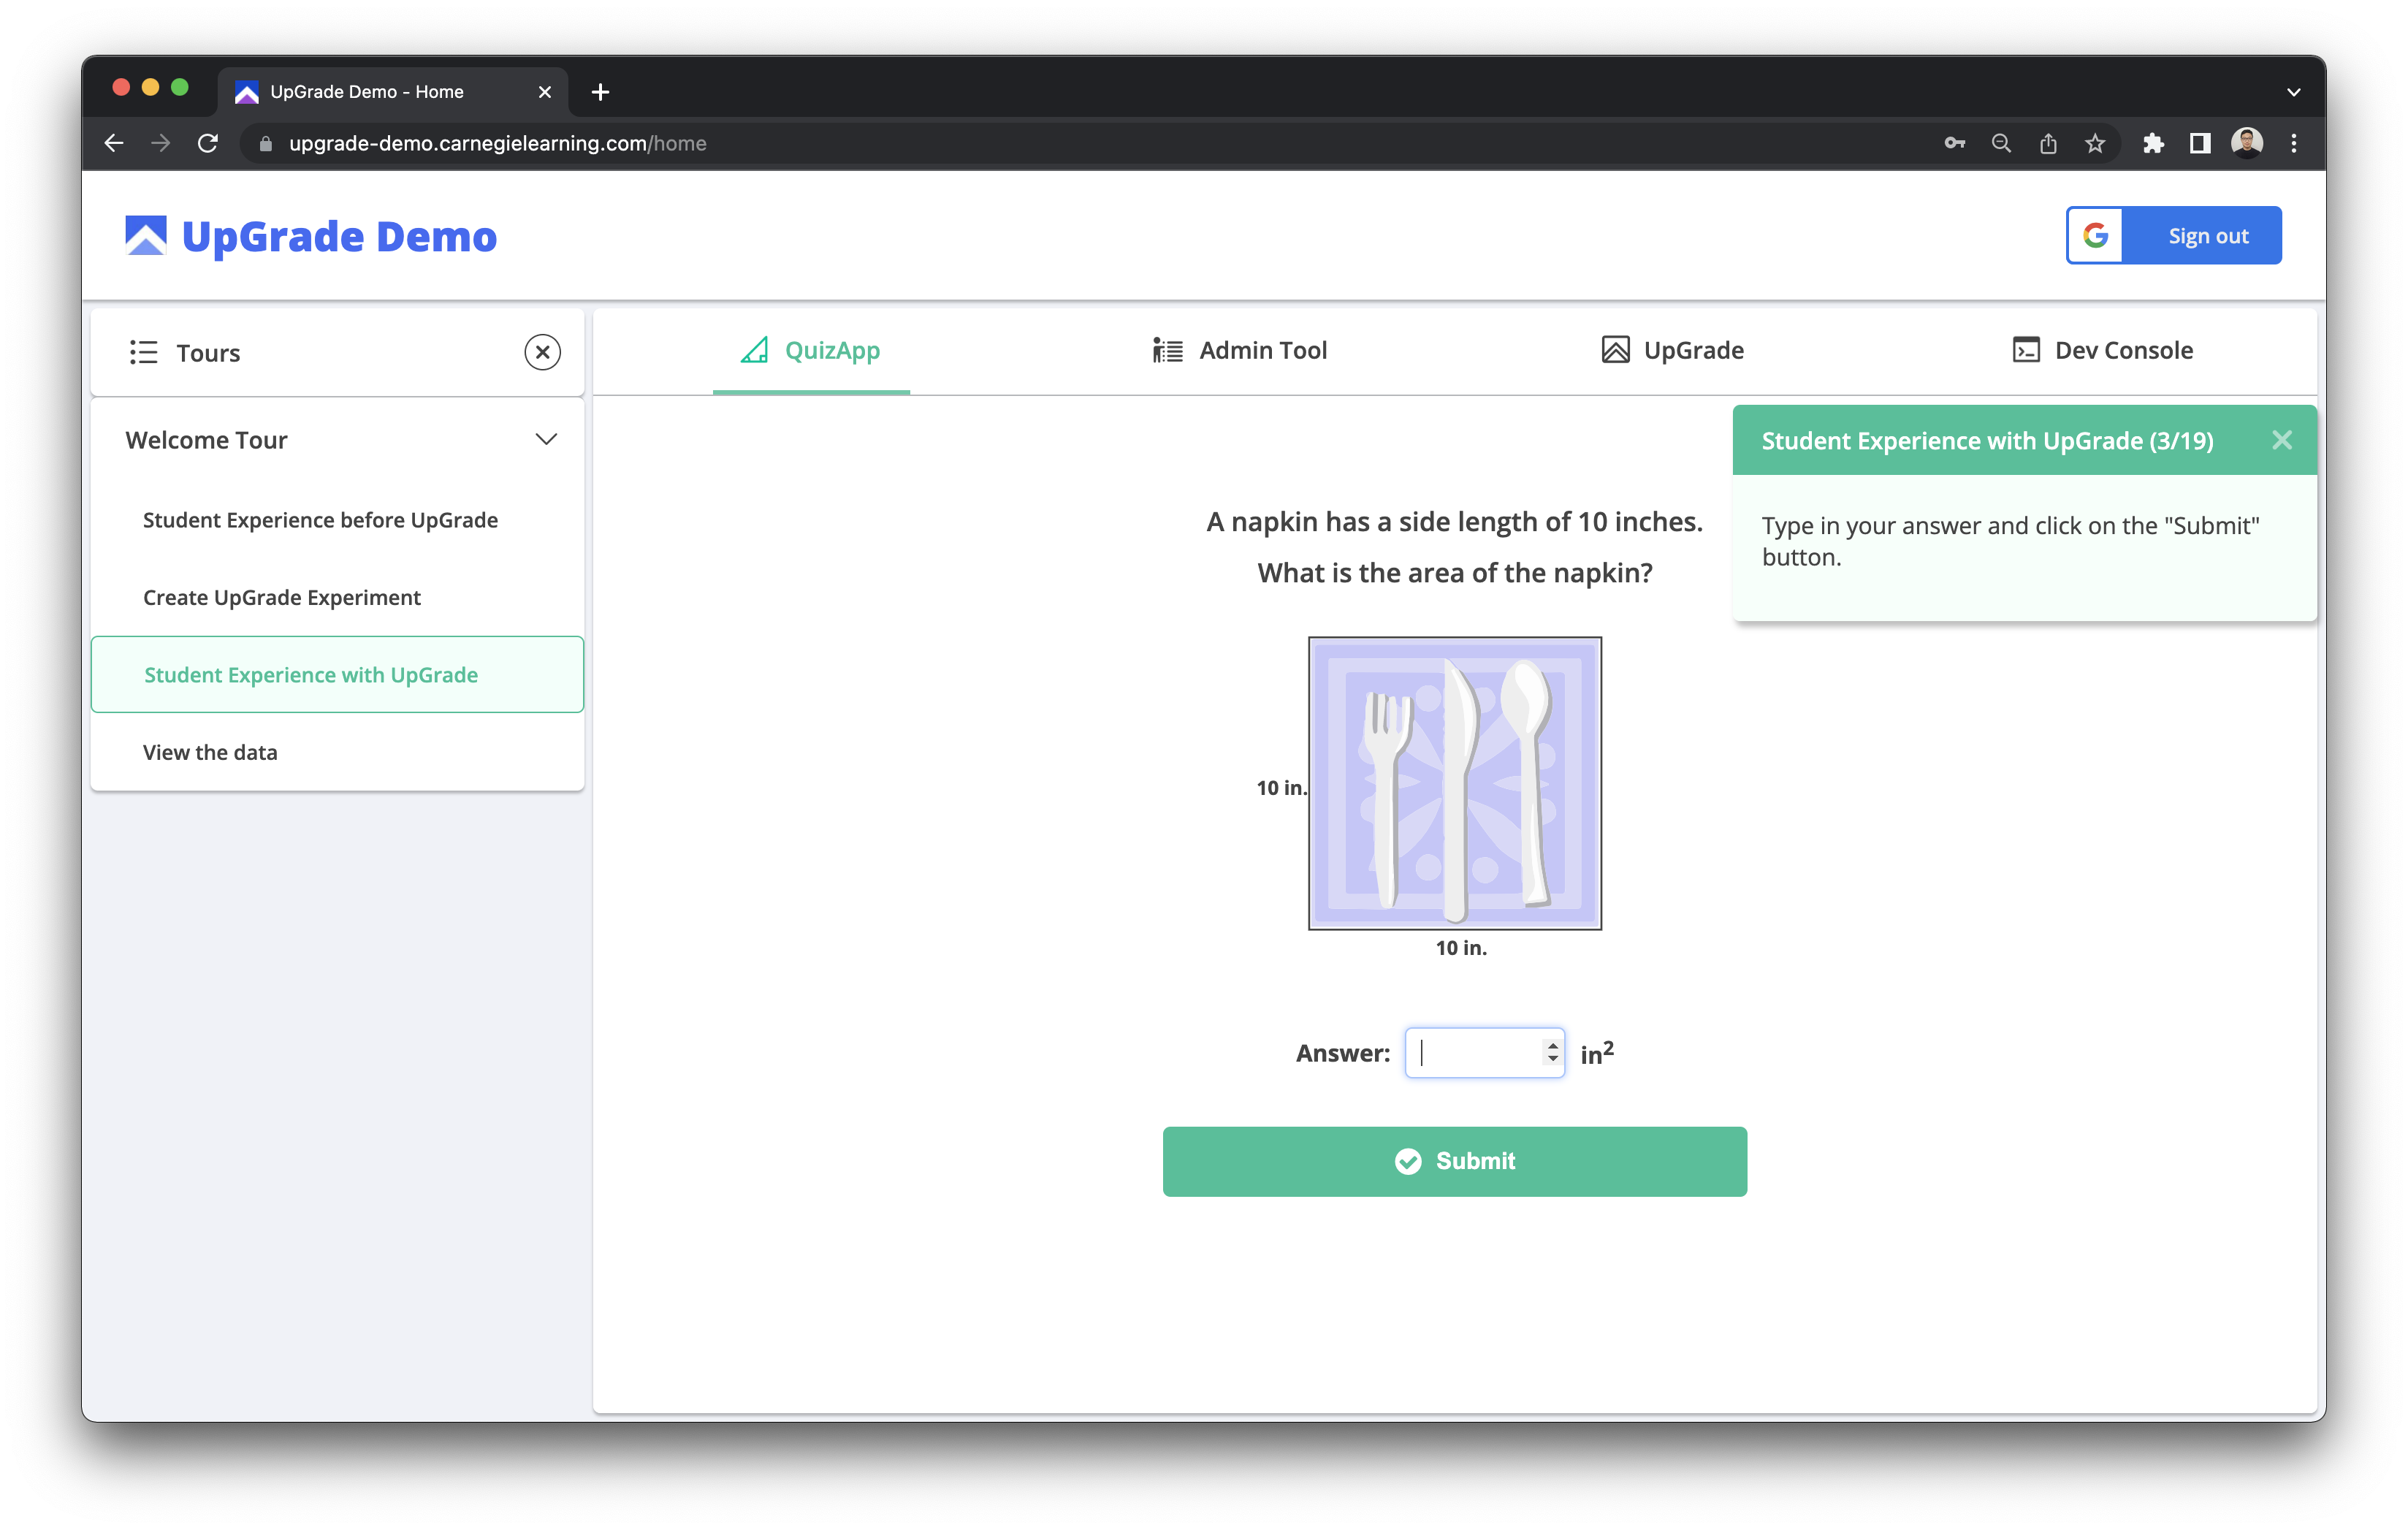 UpGrade Demo - Home
upgrade-demo.carnegielearning.com/home
UpGrade Demo
Sign out
Tours
Welcome Tour
Student Experience before UpGrade
Create UpGrade Experiment
Student Experience with UpGrade
View the data
QuizApp
Admin Tool
UpGrade
Dev Console
Student Experience with UpGrade (3/19)
Type in your answer and click on the "Submit"
button.
A napkin has a side length of 10 inches.
What is the area of the napkin?
10 in.
10 in.
Answer: in²
Submit